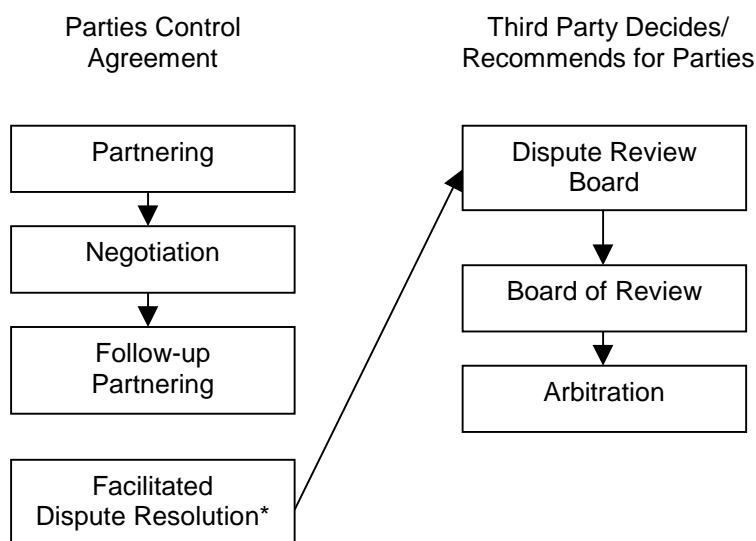 Parties Control
Agreement
Partnering
Negotiation
Follow-up
Partnering
Facilitated
Dispute Resolution*
Third Party Decides/
Recommends for Parties
Dispute Review
Board
Board of Review
Arbitration